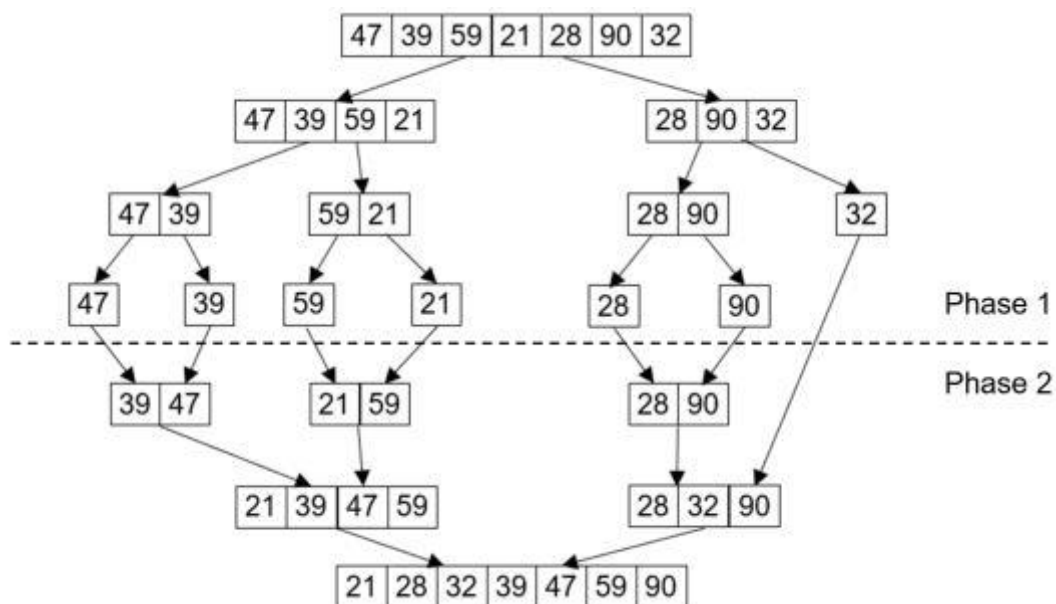 47 39 59 21 28 90 32
47 39 59 21 28 90 32
47 39 59 21 28 90 32
47 39 59 21 28 90 Phase 1
39 47 21 59 28 90 Phase 2
21 39 47 59 28 32 90
21 28 32 39 47 59 90